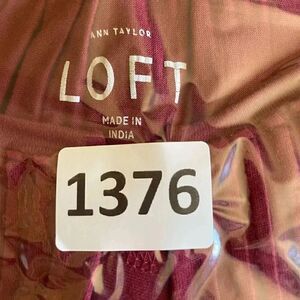 ANN TAYLOR
LOFT
MADE IN
INDIA
1376